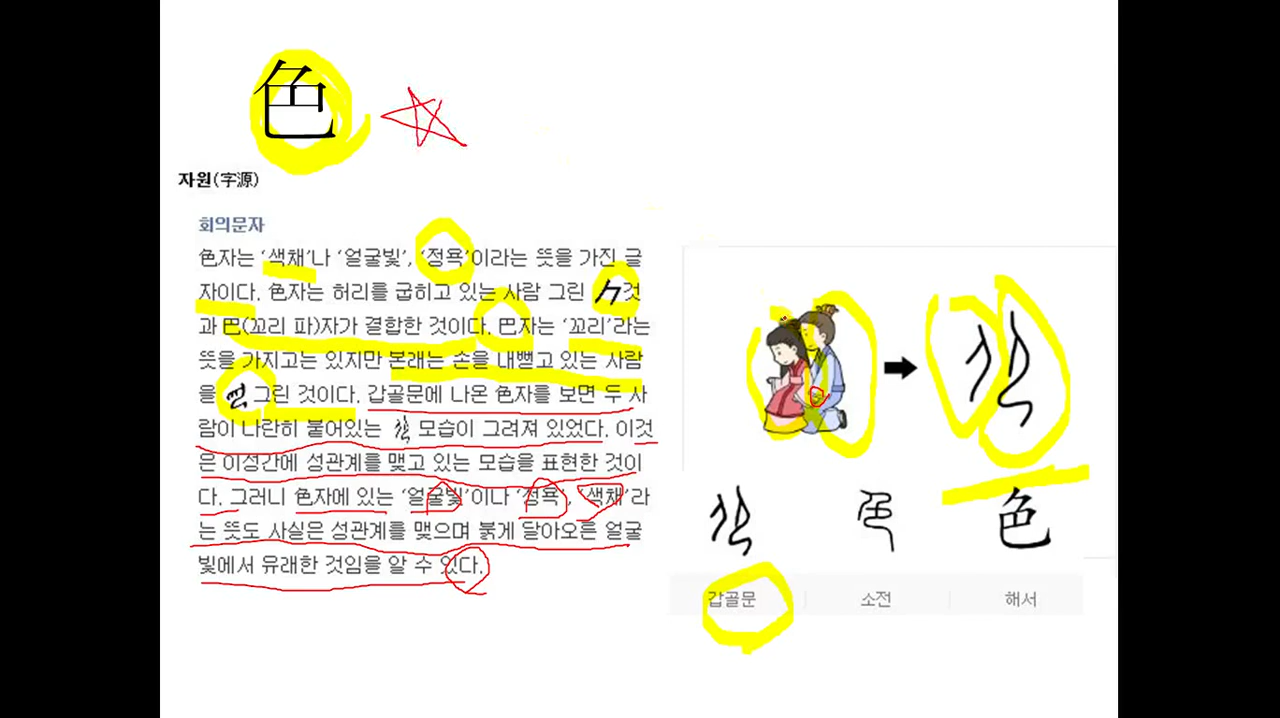 色
자원(字源)
회의문자
色자는 ‘색채’나 ‘얼굴빛’, ‘정욕’이라는 뜻을 가진 글
자이다. 色자는 허리를 굽히고 있는 사람 그린 것
과 巴(꼬리 파)자가 결합한 것이다. 巴자는 ‘꼬리’라는
뜻을 가지고는 있지만 본래는 손을 내뻗고 있는 사람
을 그린 것이다. 갑골문에 나온 色자를 보면 두 사
람이 나란히 붙어있는 모습이 그려져 있었다. 이것
은 이성간에 성관계를 맺고 있는 모습을 표현한 것이
다. 그러니 色자에 있는 ‘얼굴빛’이나 ‘정욕’, ‘색채’라
는 뜻도 사실은 성관계를 맺으며 붉게 달아오른 얼굴
빛에서 유래한 것임을 알 수 있다.
色
갑골문 소전 해서